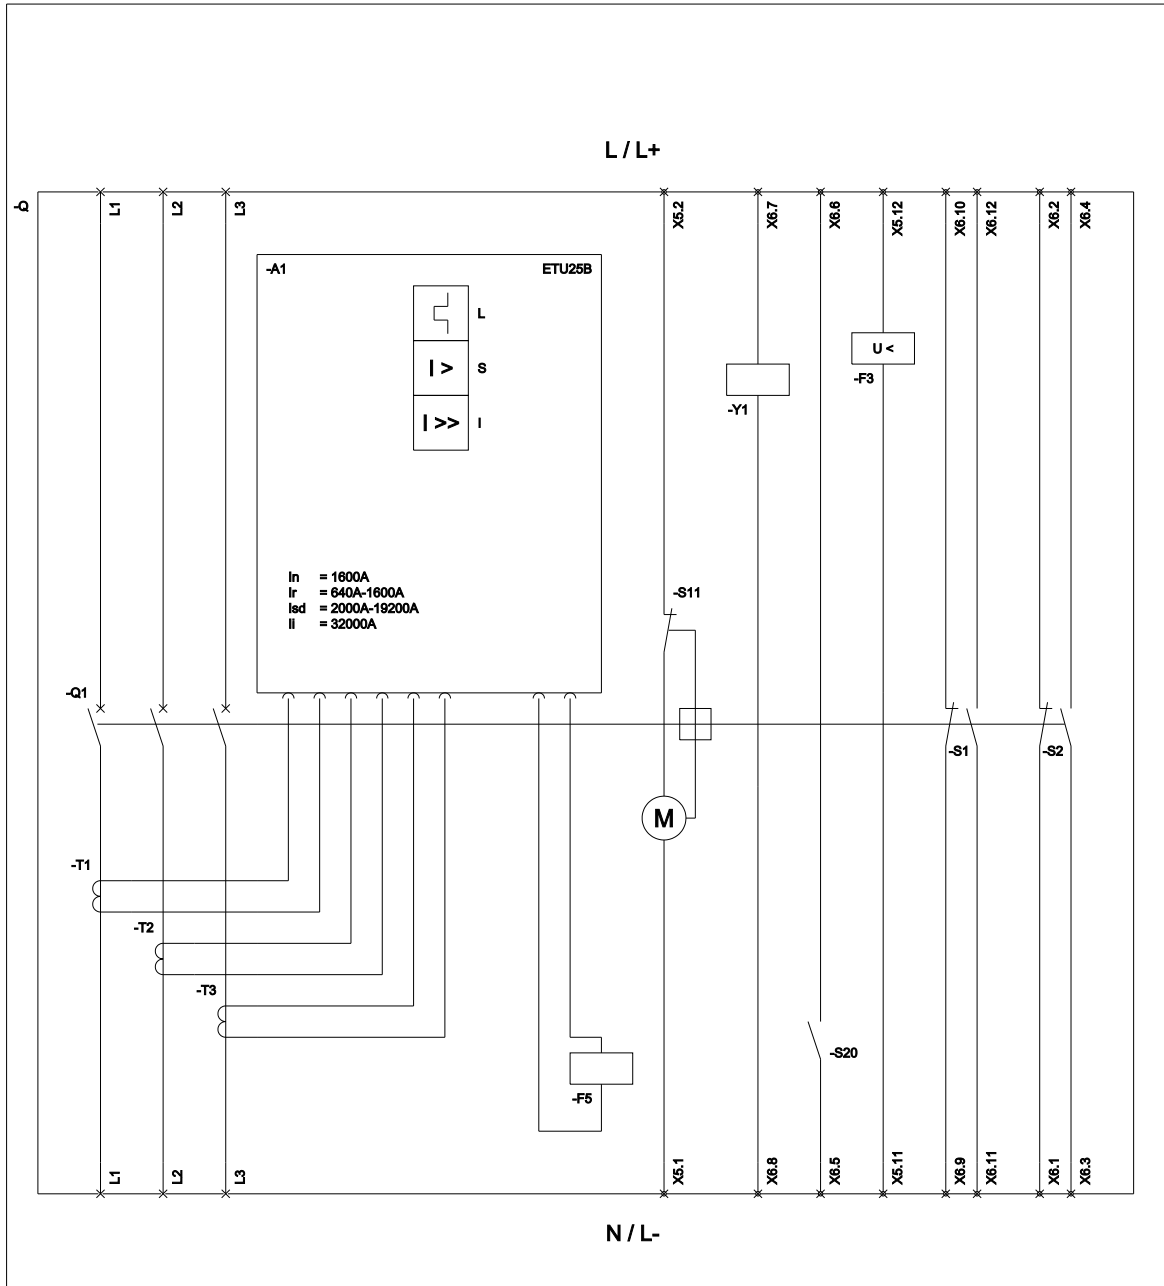 L / L+
-Q
L1
L2
L3
X5.2
X6.7
X6.6
X5.12
X6.10
X6.12
X6.2
X6.4
-A1 ETU25B
L
I > S
I >> I
U <
-F3
-Y1
In = 1600A
Ir = 640A-1600A
Isd = 2000A-19200A
Ii = 32000A
-S11
-Q1
-S1
-S2
M
-T1
-T2
-T3
-S20
-F5
L1
L2
L3
X5.1
X6.8
X6.5
X5.11
X6.9
X6.11
X6.1
X6.3
N / L-